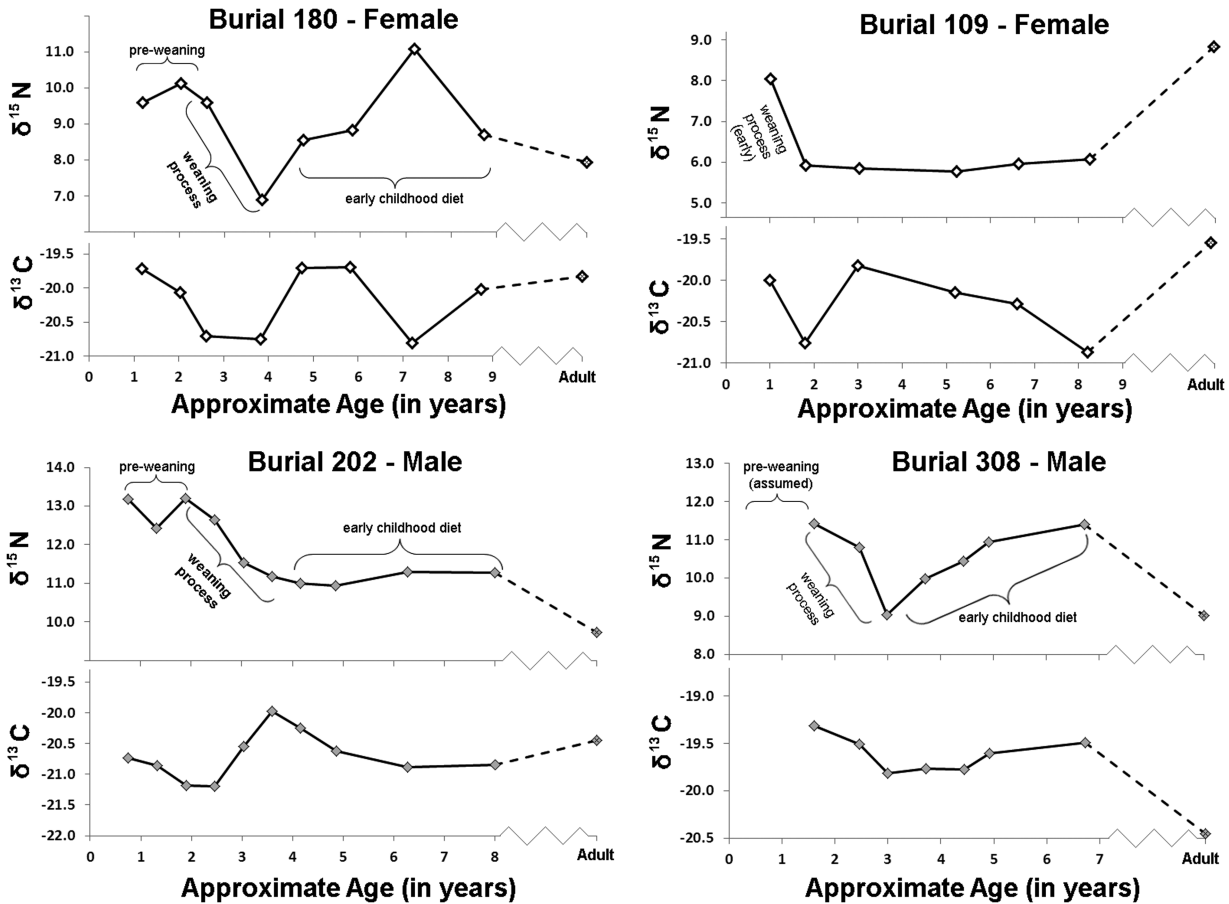 Burial 180 - Female
11.0
10.0
9.0
8.0
7.0
δ15N
pre-weaning
weaning
process
early childhood diet
-19.5
-20.0
-20.5
-21.0
δ13C
0 1 2 3 4 5 6 7 8 9 Adult
Approximate Age (in years)
Burial 109 - Female
9.0
8.0
7.0
6.0
5.0
δ15N
weaning
process
(early)
-19.5
-20.0
-20.5
-21.0
δ13C
0 1 2 3 4 5 6 7 8 9 Adult
Approximate Age (in years)
Burial 202 - Male
14.0
13.0
12.0
11.0
10.0
δ15N
pre-weaning
weaning
process
early childhood diet
-19.5
-20.0
-20.5
-21.0
-21.5
-22.0
δ13C
0 1 2 3 4 5 6 7 8 Adult
Approximate Age (in years)
Burial 308 - Male
13.0
12.0
11.0
10.0
9.0
8.0
δ15N
pre-weaning
(assumed)
weaning
process
early childhood diet
-19.0
-19.5
-20.0
-20.5
δ13C
0 1 2 3 4 5 6 7 Adult
Approximate Age (in years)